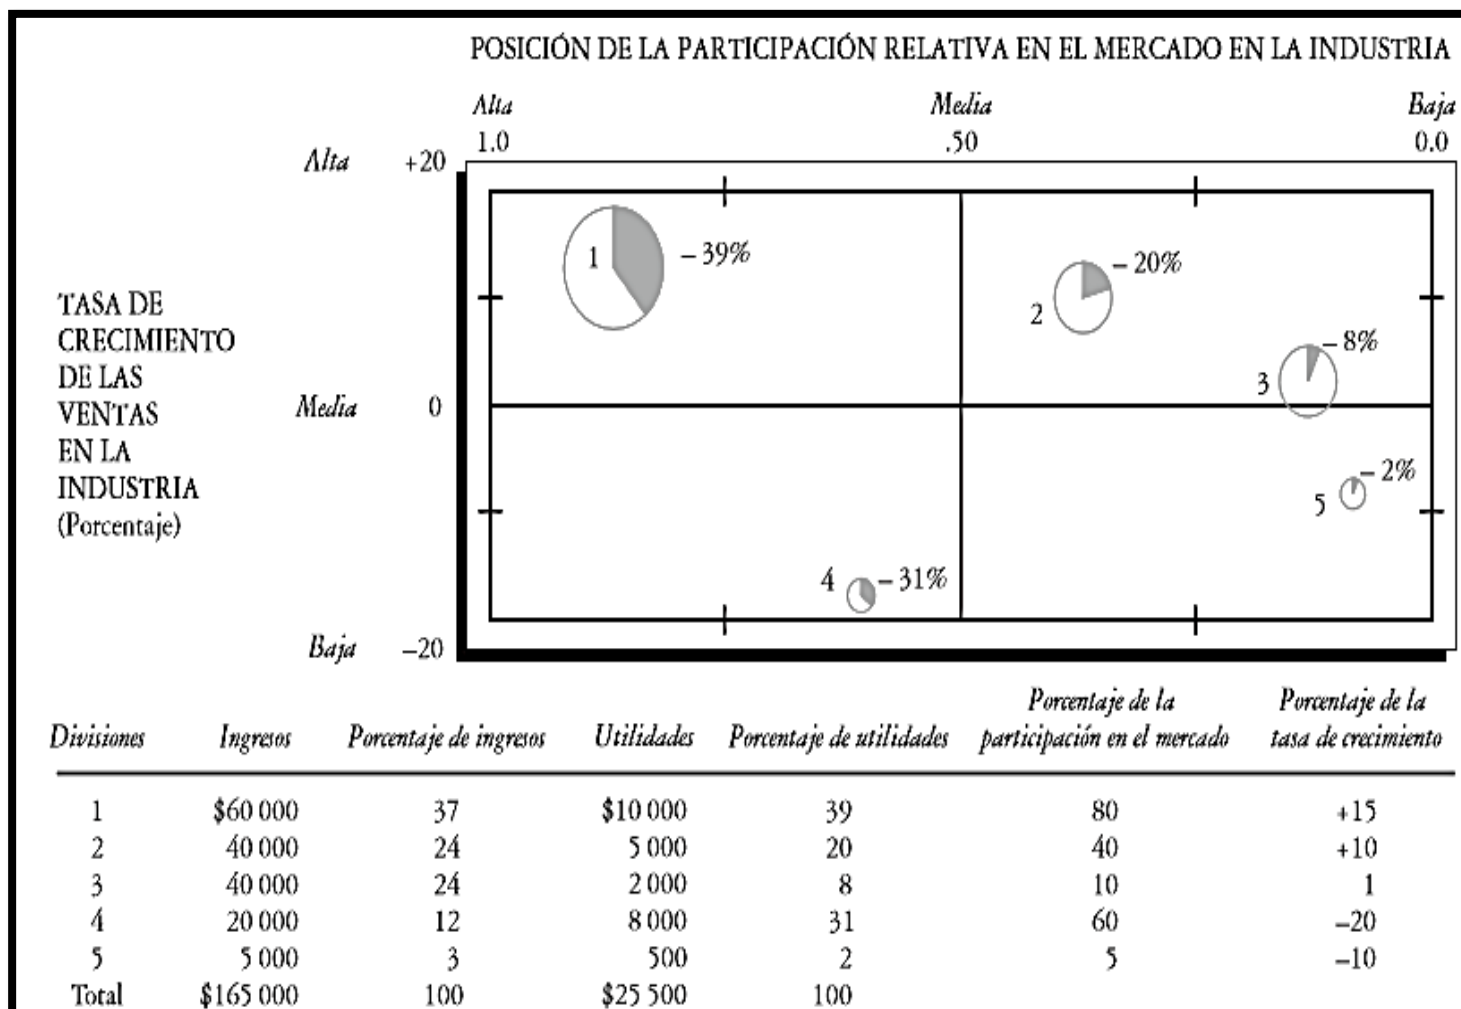 POSICIÓN DE LA PARTICIPACIÓN RELATIVA EN EL MERCADO EN LA INDUSTRIA
Alta Media Baja
1.0 .50 0.0
Alta +20
1 – 39%
2 – 20%
3 – 8%
TASA DE
CRECIMIENTO
DE LAS
VENTAS
EN LA
INDUSTRIA
(Porcentaje)
Media 0
5 – 2%
4 – 31%
Baja –20
Divisiones Ingresos Porcentaje de ingresos Utilidades Porcentaje de utilidades Porcentaje de la participación en el mercado Porcentaje de la tasa de crecimiento
1 $60 000 37 $10 000 39 80 +15
2 40 000 24 5 000 20 40 +10
3 40 000 24 2 000 8 10 1
4 20 000 12 8 000 31 60 –20
5 5 000 3 500 2 5 –10
Total $165 000 100 $25 500 100